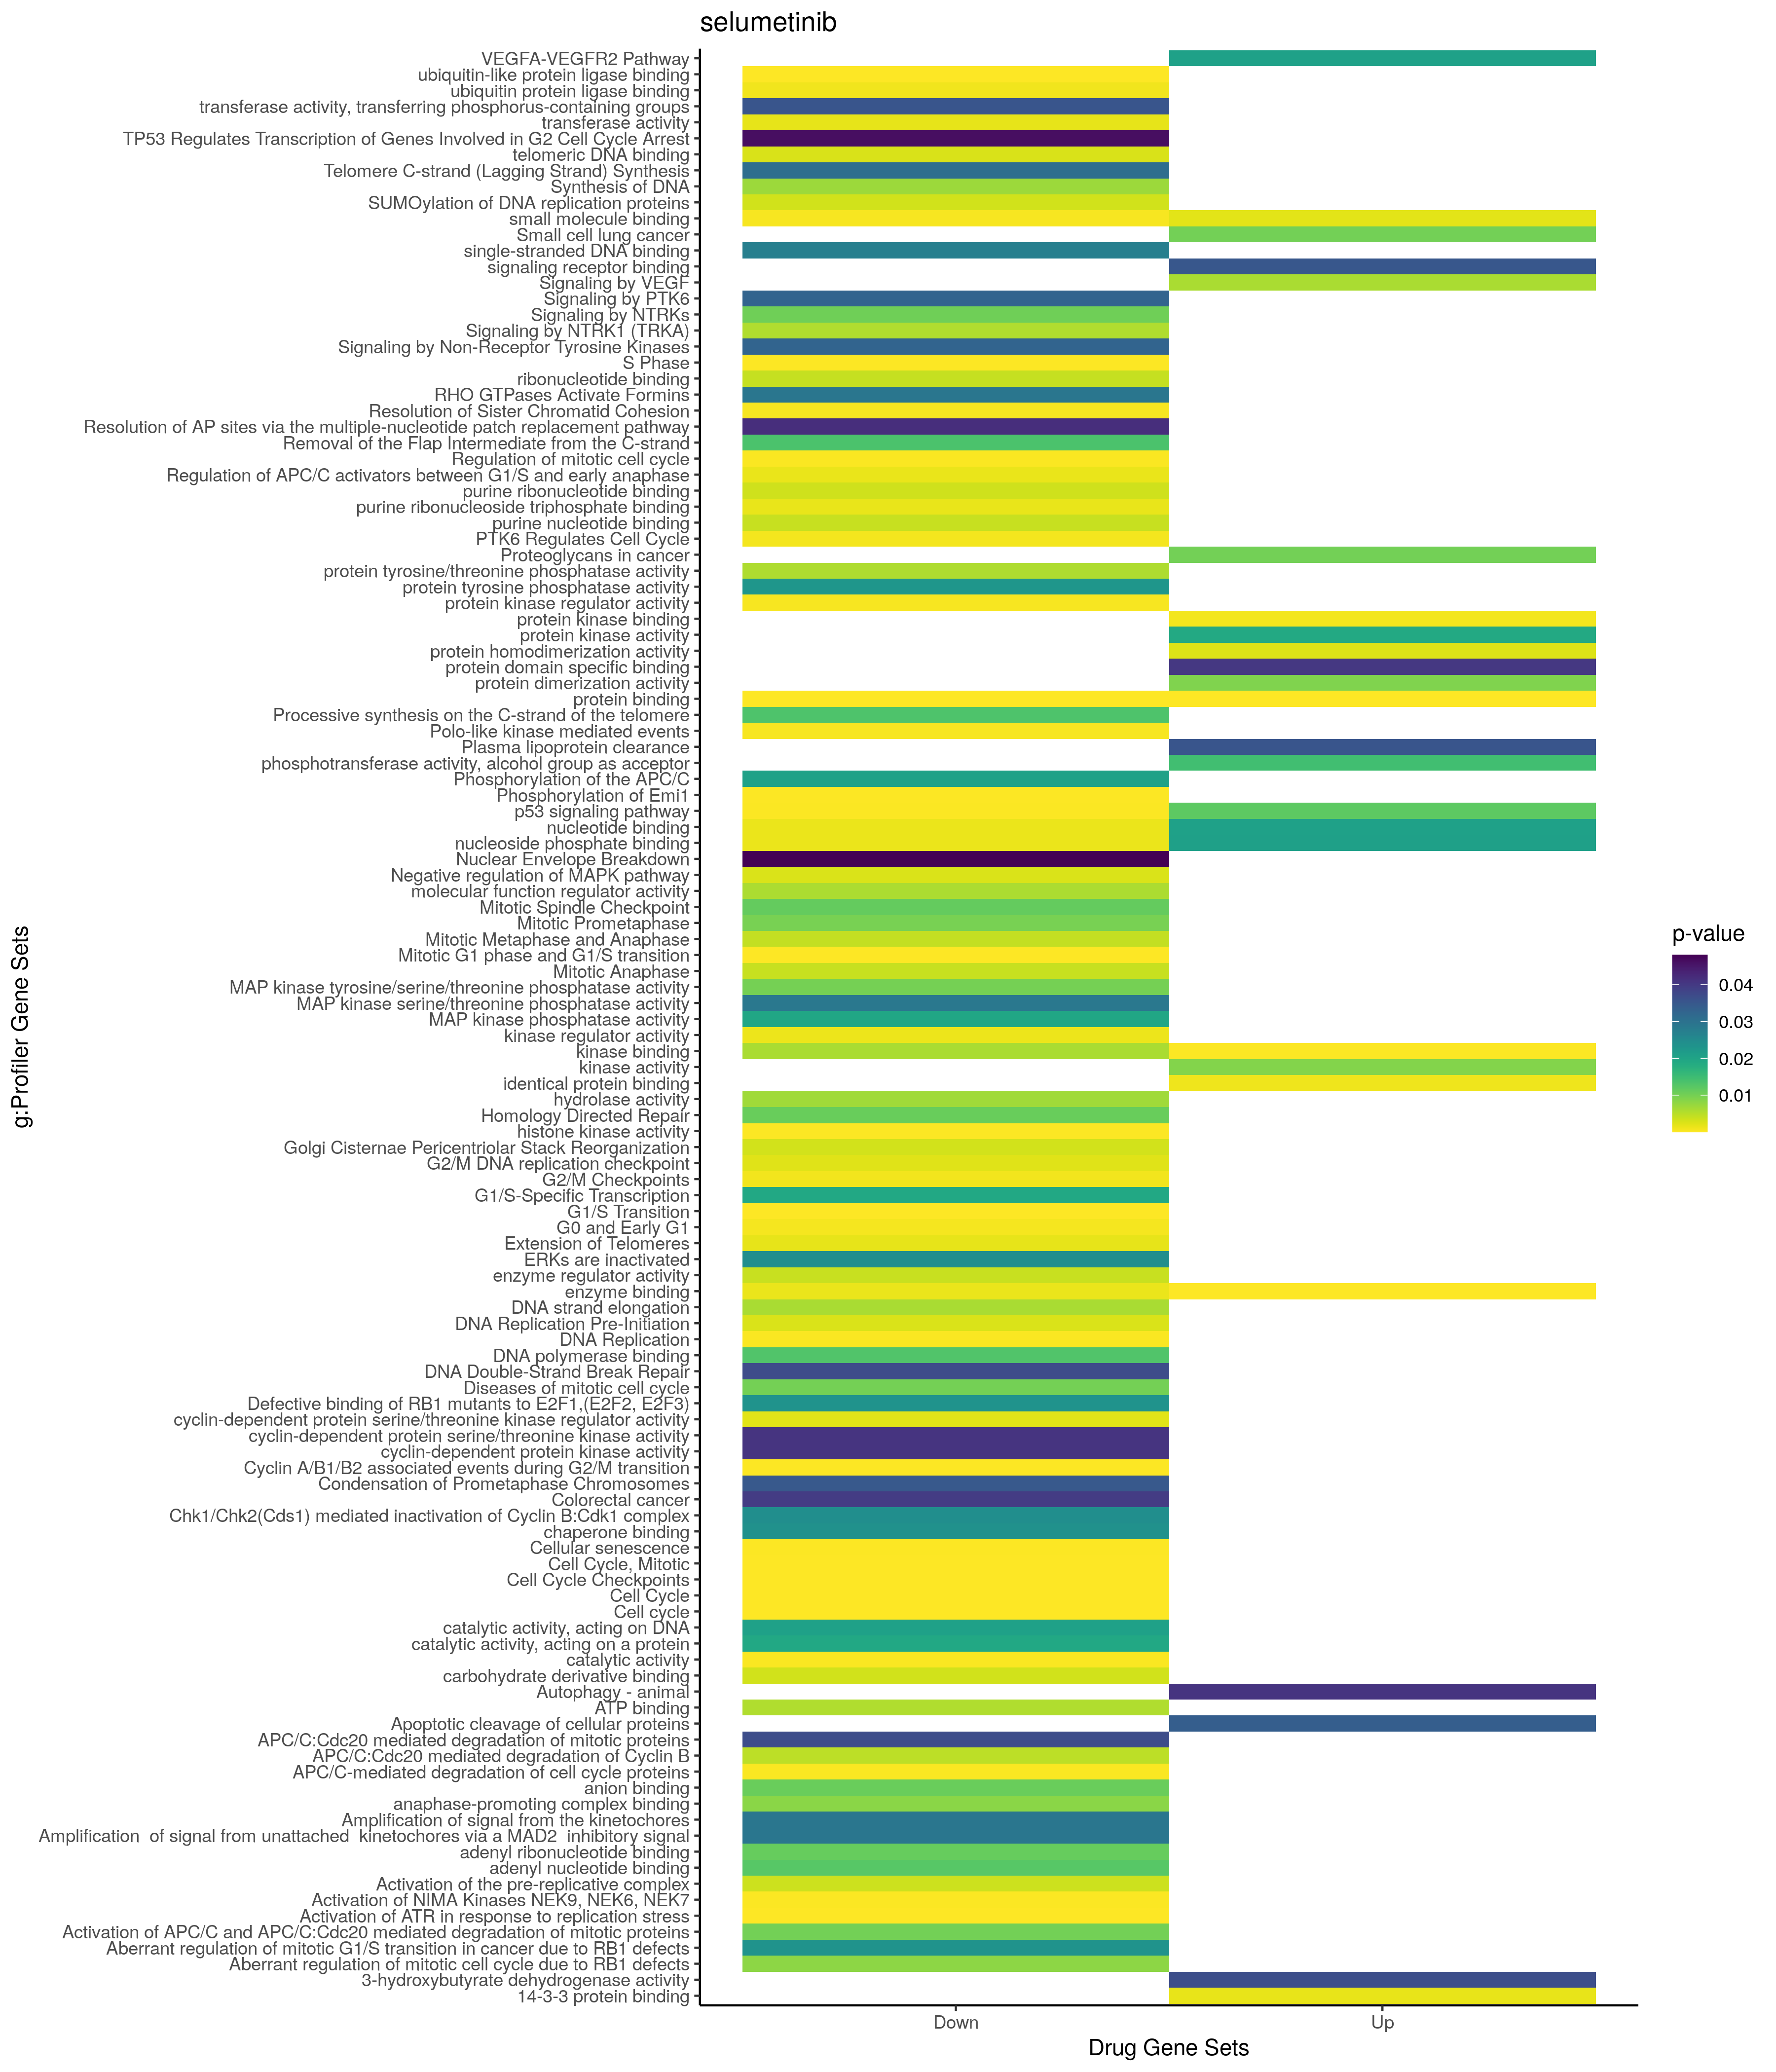 selumetinib
VEGFA-VEGFR2 Pathway
ubiquitin-like protein ligase binding
ubiquitin protein ligase binding
transferase activity, transferring phosphorus-containing groups
transferase activity
TP53 Regulates Transcription of Genes Involved in G2 Cell Cycle Arrest
telomeric DNA binding
Telomere C-strand (Lagging Strand) Synthesis
Synthesis of DNA
SUMOylation of DNA replication proteins
small molecule binding
Small cell lung cancer
single-stranded DNA binding
signaling receptor binding
Signaling by VEGF
Signaling by PTK6
Signaling by NTRKs
Signaling by NTRK1 (TRKA)
Signaling by Non-Receptor Tyrosine Kinases
S Phase
ribonucleotide binding
RHO GTPases Activate Formins
Resolution of Sister Chromatid Cohesion
Resolution of AP sites via the multiple-nucleotide patch replacement pathway
Removal of the Flap Intermediate from the C-strand
Regulation of mitotic cell cycle
Regulation of APC/C activators between G1/S and early anaphase
purine ribonucleotide binding
purine ribonucleoside triphosphate binding
purine nucleotide binding
PTK6 Regulates Cell Cycle
Proteoglycans in cancer
protein tyrosine/threonine phosphatase activity
protein tyrosine phosphatase activity
protein kinase regulator activity
protein kinase binding
protein kinase activity
protein homodimerization activity
protein domain specific binding
protein dimerization activity
protein binding
Processive synthesis on the C-strand of the telomere
Polo-like kinase mediated events
Plasma lipoprotein clearance
phosphotransferase activity, alcohol group as acceptor
Phosphorylation of the APC/C
Phosphorylation of Emi1
p53 signaling pathway
nucleotide binding
nucleoside phosphate binding
Nuclear Envelope Breakdown
Negative regulation of MAPK pathway
molecular function regulator activity
Mitotic Spindle Checkpoint
Mitotic Prometaphase
Mitotic Metaphase and Anaphase
Mitotic G1 phase and G1/S transition
Mitotic Anaphase
MAP kinase tyrosine/serine/threonine phosphatase activity
MAP kinase serine/threonine phosphatase activity
MAP kinase phosphatase activity
kinase regulator activity
kinase binding
kinase activity
identical protein binding
hydrolase activity
Homology Directed Repair
histone kinase activity
Golgi Cisternae Pericentriolar Stack Reorganization
G2/M DNA replication checkpoint
G2/M Checkpoints
G1/S-Specific Transcription
G1/S Transition
G0 and Early G1
Extension of Telomeres
ERKs are inactivated
enzyme regulator activity
enzyme binding
DNA strand elongation
DNA Replication Pre-Initiation
DNA Replication
DNA polymerase binding
DNA Double-Strand Break Repair
Diseases of mitotic cell cycle
Defective binding of RB1 mutants to E2F1,(E2F2, E2F3)
cyclin-dependent protein serine/threonine kinase regulator activity
cyclin-dependent protein serine/threonine kinase activity
cyclin-dependent protein kinase activity
Cyclin A/B1/B2 associated events during G2/M transition
Condensation of Prometaphase Chromosomes
Colorectal cancer
Chk1/Chk2(Cds1) mediated inactivation of Cyclin B:Cdk1 complex
chaperone binding
Cellular senescence
Cell Cycle, Mitotic
Cell Cycle Checkpoints
Cell Cycle
Cell cycle
catalytic activity, acting on DNA
catalytic activity, acting on a protein
catalytic activity
carbohydrate derivative binding
Autophagy - animal
ATP binding
Apoptotic cleavage of cellular proteins
APC/C:Cdc20 mediated degradation of mitotic proteins
APC/C:Cdc20 mediated degradation of Cyclin B
APC/C-mediated degradation of cell cycle proteins
anion binding
anaphase-promoting complex binding
Amplification of signal from the kinetochores
Amplification  of signal from unattached  kinetochores via a MAD2  inhibitory signal
adenyl ribonucleotide binding
adenyl nucleotide binding
Activation of the pre-replicative complex
Activation of NIMA Kinases NEK9, NEK6, NEK7
Activation of ATR in response to replication stress
Activation of APC/C and APC/C:Cdc20 mediated degradation of mitotic proteins
Aberrant regulation of mitotic G1/S transition in cancer due to RB1 defects
Aberrant regulation of mitotic cell cycle due to RB1 defects
3-hydroxybutyrate dehydrogenase activity
14-3-3 protein binding
Down
Up
Drug Gene Sets
g:Profiler Gene Sets
p-value
0.04
0.03
0.02
0.01